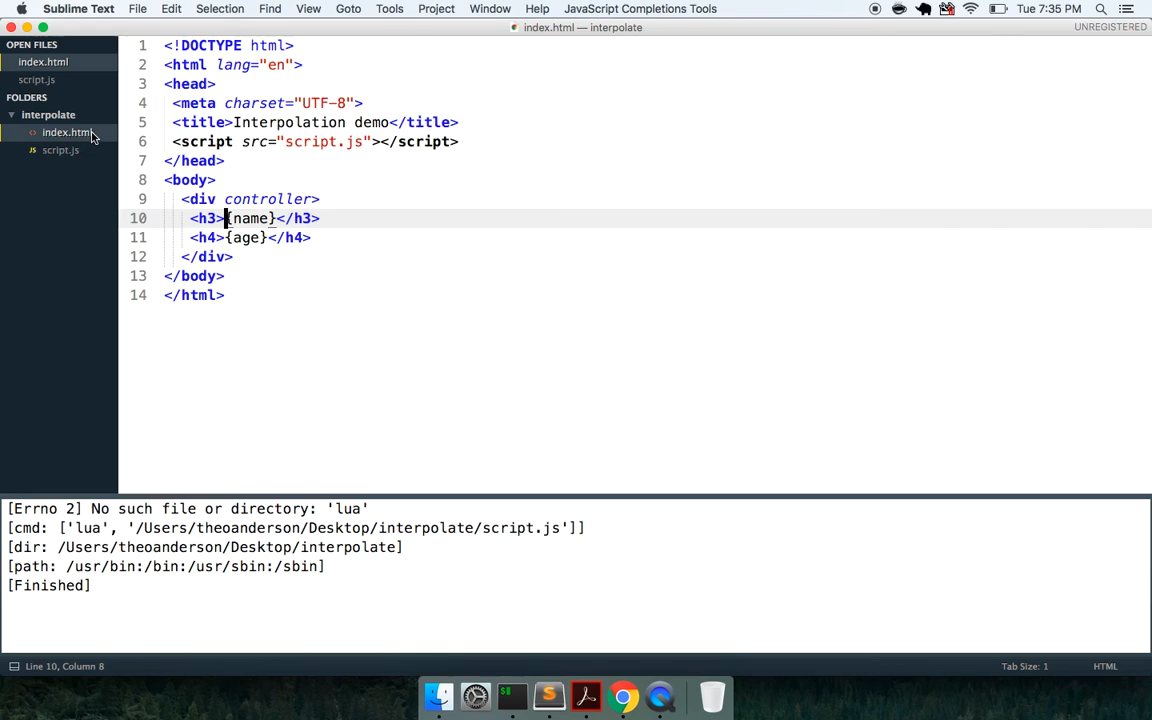 Sublime Text File Edit Selection Find View Goto Tools Project Window Help JavaScript Completions Tools Tue 7:35 PM
index.html — interpolate UNREGISTERED
OPEN FILES
index.html
script.js
FOLDERS
interpolate
<> index.html
JS script.js
1 <!DOCTYPE html>
2 <html lang="en">
3 <head>
4 <meta charset="UTF-8">
5 <title>Interpolation demo</title>
6 <script src="script.js"></script>
7 </head>
8 <body>
9 <div controller>
10 <h3>{name}</h3>
11 <h4>{age}</h4>
12 </div>
13 </body>
14 </html>
[Errno 2] No such file or directory: 'lua'
[cmd: ['lua', '/Users/theoanderson/Desktop/interpolate/script.js']]
[dir: /Users/theoanderson/Desktop/interpolate]
[path: /usr/bin:/bin:/usr/sbin:/sbin]
[Finished]
Line 10, Column 8 Tab Size: 1 HTML